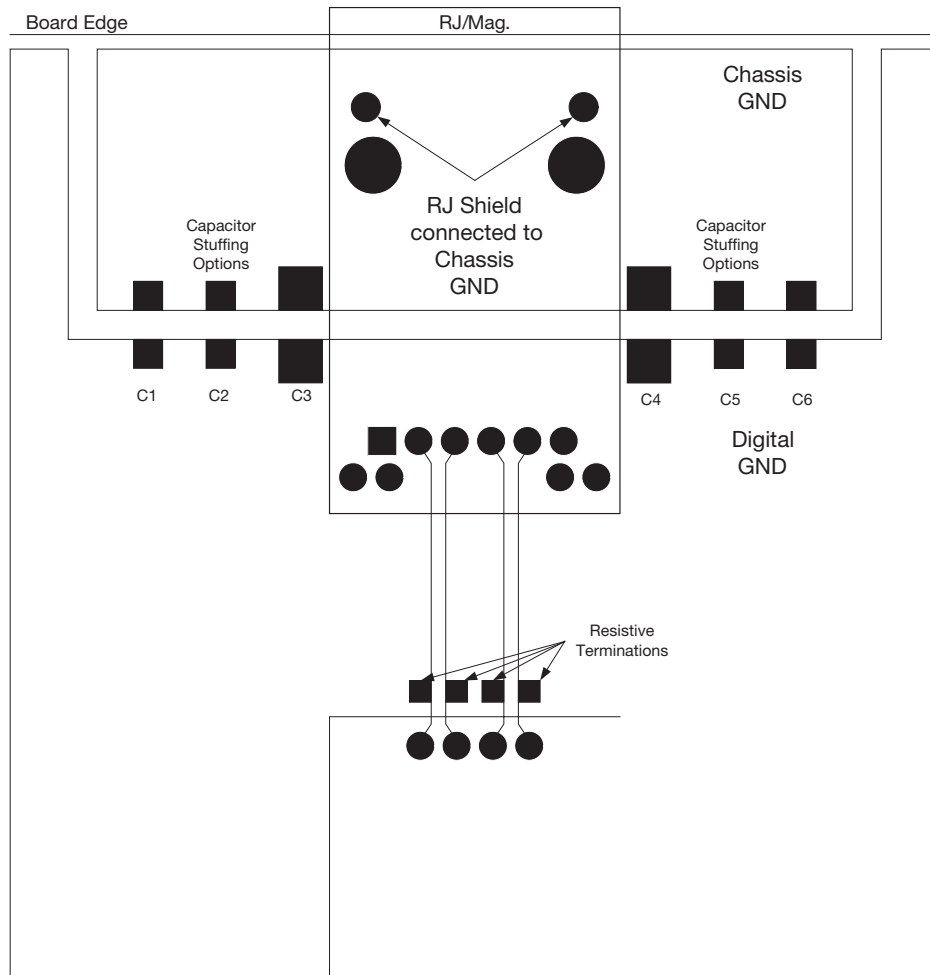 Board Edge
RJ/Mag.
Chassis
GND
RJ Shield
connected to
Chassis
GND
Capacitor
Stuffing
Options
Capacitor
Stuffing
Options
C1
C2
C3
C4
C5
C6
Digital
GND
Resistive
Terminations